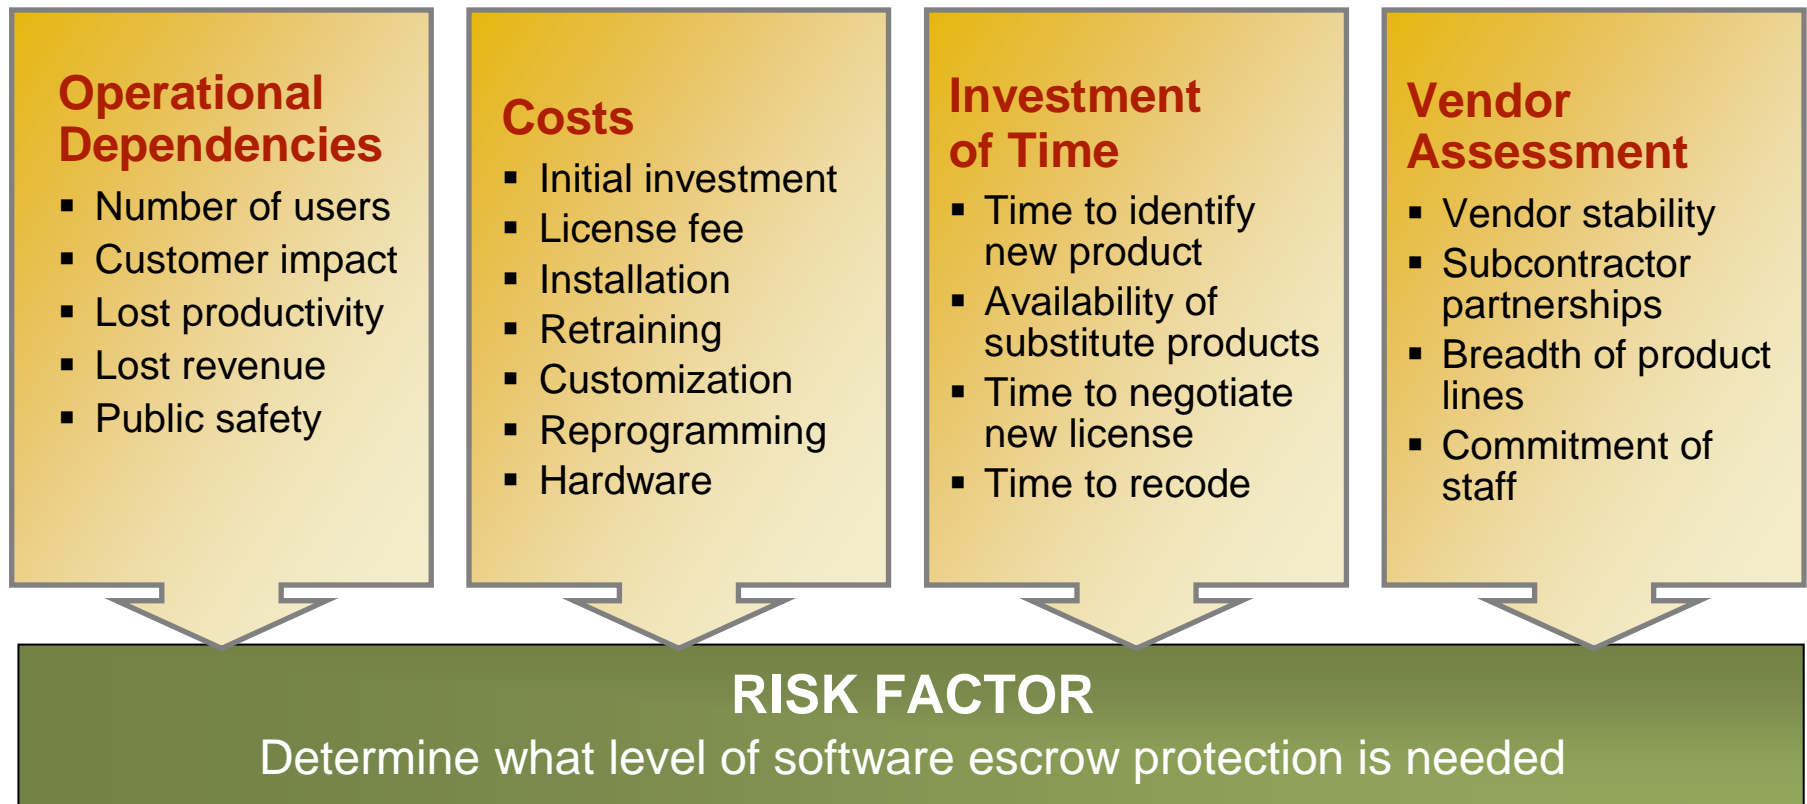 Operational
Dependencies
▪ Number of users
▪ Customer impact
▪ Lost productivity
▪ Lost revenue
▪ Public safety
Costs
▪ Initial investment
▪ License fee
▪ Installation
▪ Retraining
▪ Customization
▪ Reprogramming
▪ Hardware
Investment
of Time
▪ Time to identify
new product
▪ Availability of
substitute products
▪ Time to negotiate
new license
▪ Time to recode
Vendor
Assessment
▪ Vendor stability
▪ Subcontractor
partnerships
▪ Breadth of product
lines
▪ Commitment of
staff
RISK FACTOR
Determine what level of software escrow protection is needed